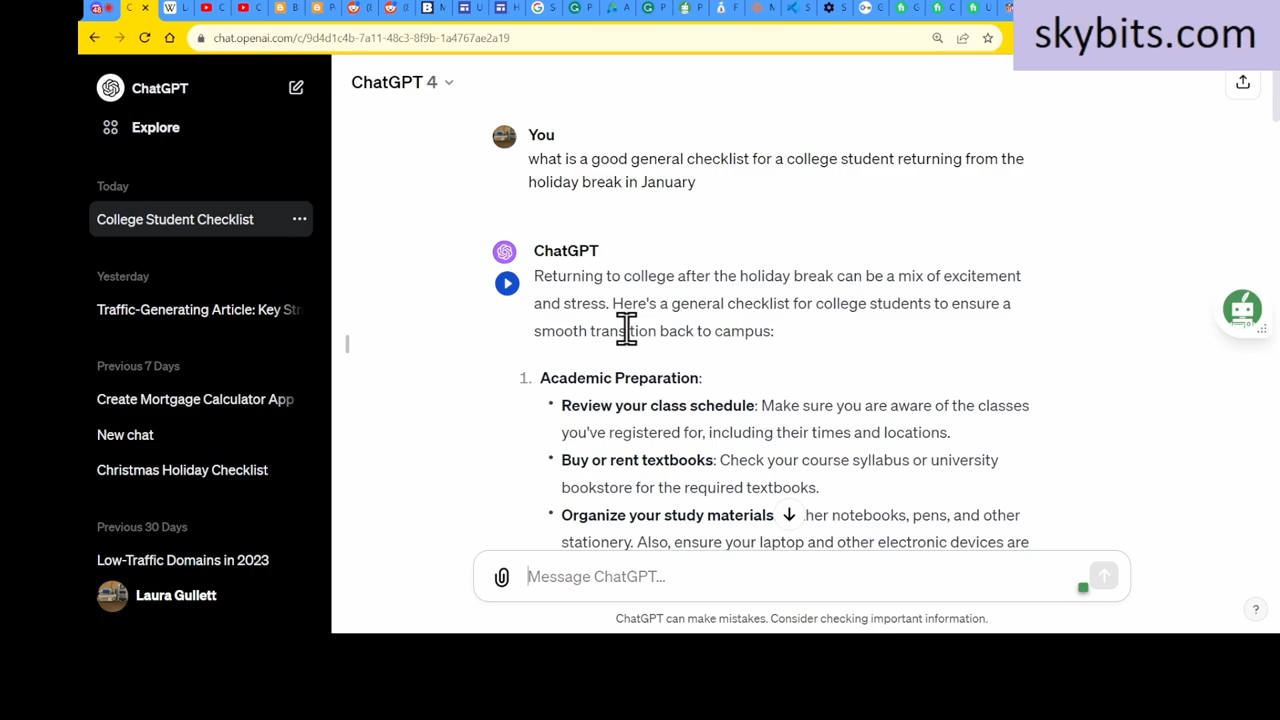 48 C W L C U H B P ( ( M U H S G P A G P F M S S G G C U
chat.openai.com/c/9d4d1c4b-7a11-48c3-8f9b-1a4767ae2a19
skybits.com
ChatGPT
Explore
Today
College Student Checklist
Yesterday
Traffic-Generating Article: Key Str
Previous 7 Days
Create Mortgage Calculator App
New chat
Christmas Holiday Checklist
Previous 30 Days
Low-Traffic Domains in 2023
Laura Gullett
ChatGPT 4
You
what is a good general checklist for a college student returning from the
holiday break in January
ChatGPT
Returning to college after the holiday break can be a mix of excitement
and stress. Here's a general checklist for college students to ensure a
smooth transition back to campus:
1. Academic Preparation:
• Review your class schedule: Make sure you are aware of the classes
you've registered for, including their times and locations.
• Buy or rent textbooks: Check your course syllabus or university
bookstore for the required textbooks.
• Organize your study materials her notebooks, pens, and other
stationery. Also, ensure your laptop and other electronic devices are
Message ChatGPT...
ChatGPT can make mistakes. Consider checking important information.
?